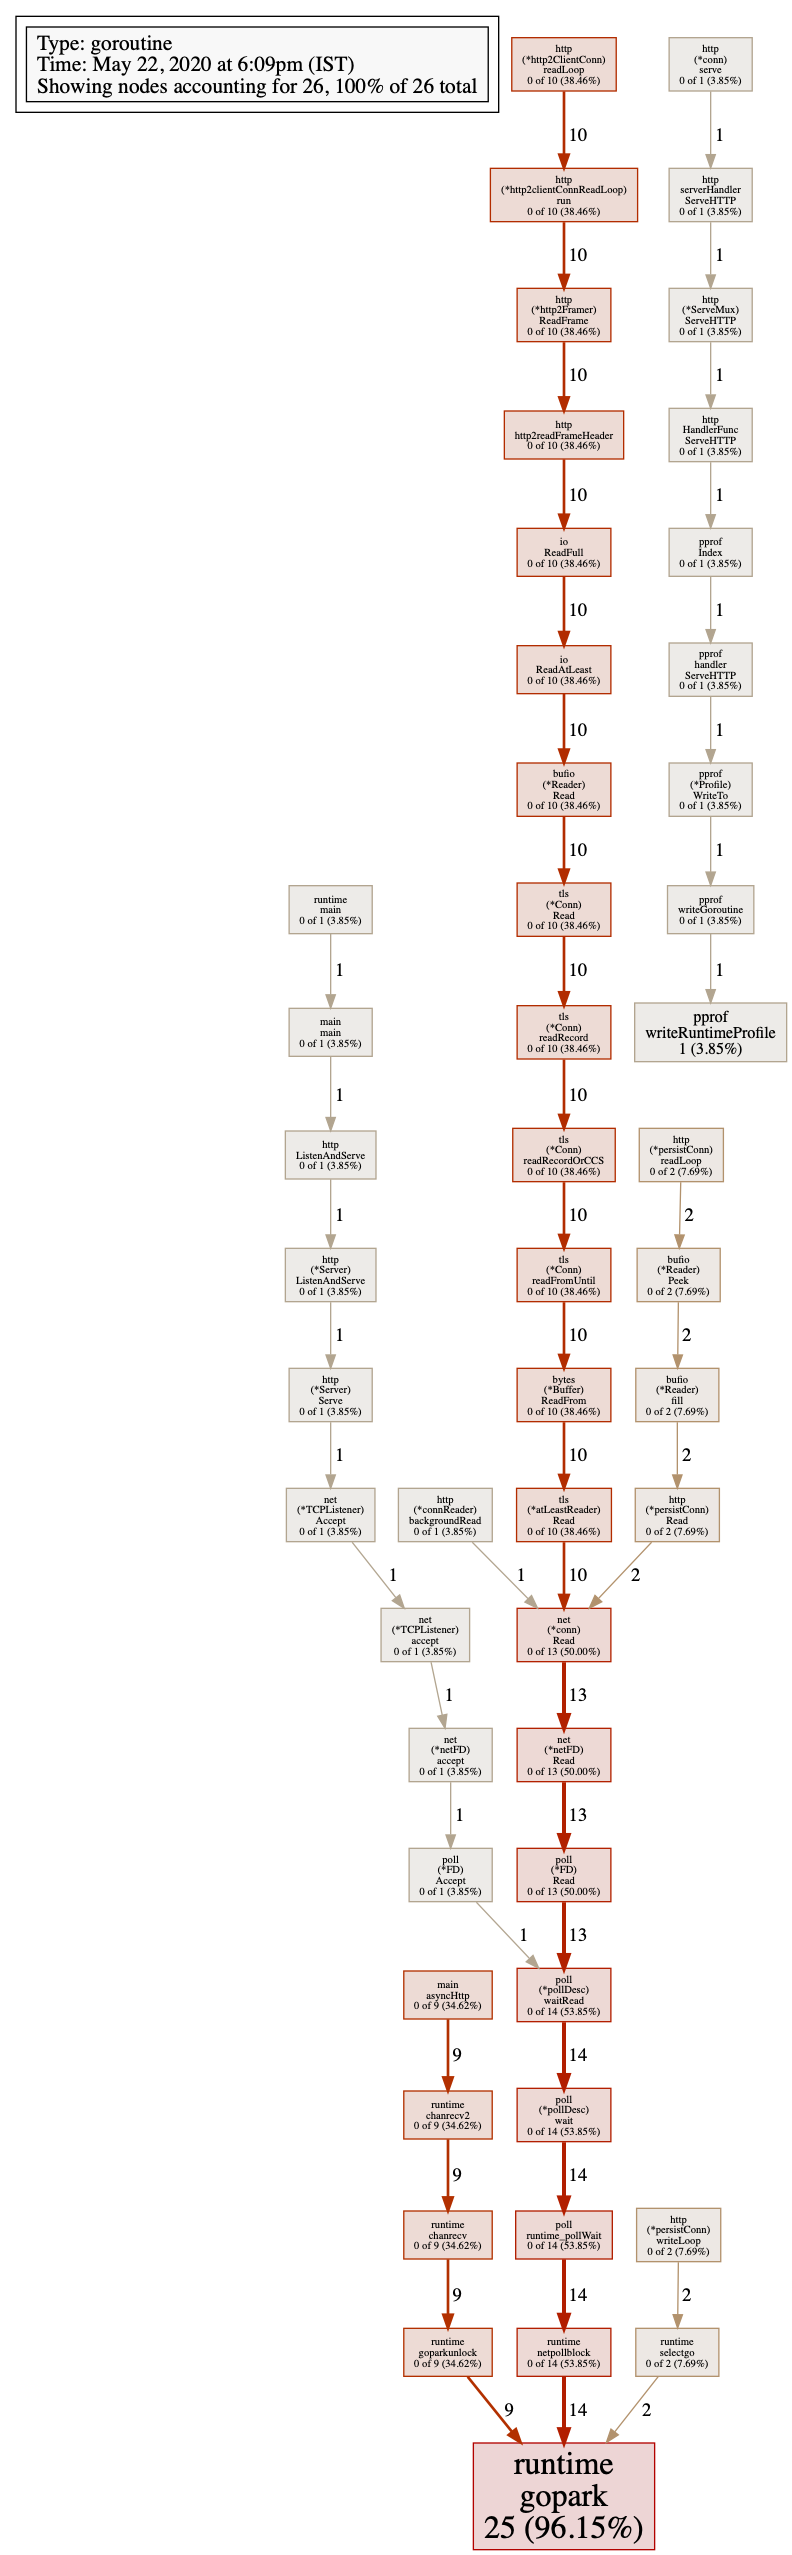 Type: goroutine
Time: May 22, 2020 at 6:09pm (IST)
Showing nodes accounting for 26, 100% of 26 total
http
(*http2ClientConn)
readLoop
0 of 10 (38.46%)
10
http
(*http2clientConnReadLoop)
run
0 of 10 (38.46%)
10
http
(*http2Framer)
ReadFrame
0 of 10 (38.46%)
10
http
http2readFrameHeader
0 of 10 (38.46%)
10
io
ReadFull
0 of 10 (38.46%)
10
io
ReadAtLeast
0 of 10 (38.46%)
10
bufio
(*Reader)
Read
0 of 10 (38.46%)
10
tls
(*Conn)
Read
0 of 10 (38.46%)
10
tls
(*Conn)
readRecord
0 of 10 (38.46%)
10
tls
(*Conn)
readRecordOrCCS
0 of 10 (38.46%)
10
tls
(*Conn)
readFromUntil
0 of 10 (38.46%)
10
bytes
(*Buffer)
ReadFrom
0 of 10 (38.46%)
10
tls
(*atLeastReader)
Read
0 of 10 (38.46%)
10
http
(*conn)
serve
0 of 1 (3.85%)
1
http
serverHandler
ServeHTTP
0 of 1 (3.85%)
1
http
(*ServeMux)
ServeHTTP
0 of 1 (3.85%)
1
http
HandlerFunc
ServeHTTP
0 of 1 (3.85%)
1
pprof
Index
0 of 1 (3.85%)
1
pprof
handler
ServeHTTP
0 of 1 (3.85%)
1
pprof
(*Profile)
WriteTo
0 of 1 (3.85%)
1
pprof
writeGoroutine
0 of 1 (3.85%)
1
pprof
writeRuntimeProfile
1 (3.85%)
runtime
main
0 of 1 (3.85%)
1
main
main
0 of 1 (3.85%)
1
http
ListenAndServe
0 of 1 (3.85%)
1
http
(*Server)
ListenAndServe
0 of 1 (3.85%)
1
http
(*Server)
Serve
0 of 1 (3.85%)
1
net
(*TCPListener)
Accept
0 of 1 (3.85%)
1
http
(*connReader)
backgroundRead
0 of 1 (3.85%)
1
http
(*persistConn)
readLoop
0 of 2 (7.69%)
2
bufio
(*Reader)
Peek
0 of 2 (7.69%)
2
bufio
(*Reader)
fill
0 of 2 (7.69%)
2
http
(*persistConn)
Read
0 of 2 (7.69%)
2
net
(*TCPListener)
accept
0 of 1 (3.85%)
1
net
(*netFD)
accept
0 of 1 (3.85%)
1
poll
(*FD)
Accept
0 of 1 (3.85%)
1
net
(*conn)
Read
0 of 13 (50.00%)
13
net
(*netFD)
Read
0 of 13 (50.00%)
13
poll
(*FD)
Read
0 of 13 (50.00%)
13
poll
(*pollDesc)
waitRead
0 of 14 (53.85%)
14
poll
(*pollDesc)
wait
0 of 14 (53.85%)
14
poll
runtime_pollWait
0 of 14 (53.85%)
14
runtime
netpollblock
0 of 14 (53.85%)
14
main
asyncHttp
0 of 9 (34.62%)
9
runtime
chanrecv2
0 of 9 (34.62%)
9
runtime
chanrecv
0 of 9 (34.62%)
9
runtime
goparkunlock
0 of 9 (34.62%)
9
http
(*persistConn)
writeLoop
0 of 2 (7.69%)
2
runtime
selectgo
0 of 2 (7.69%)
2
runtime
gopark
25 (96.15%)